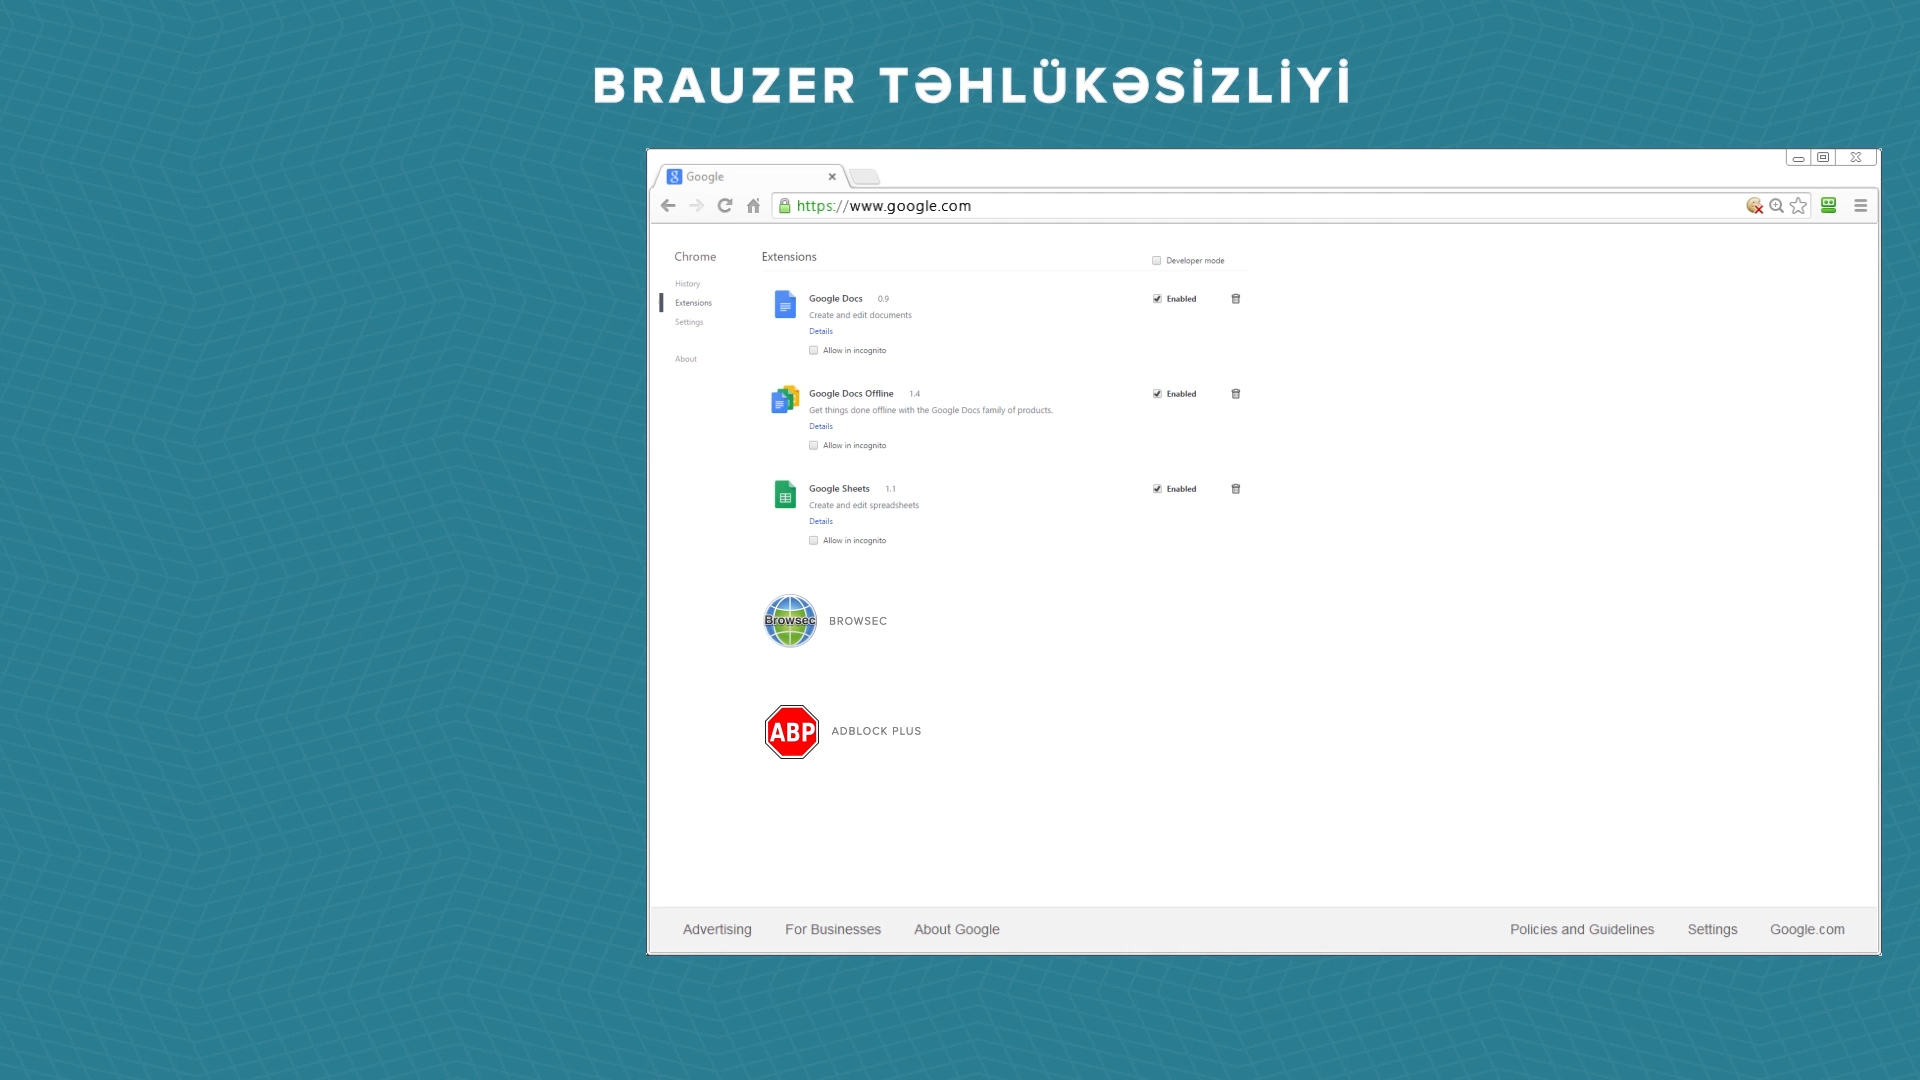 BRAUZER TƏHLÜKƏSİZLİYİ
Google
https://www.google.com
Chrome
History
Extensions
Settings
About
Extensions
Developer mode
Google Docs 0.9
Enabled
Create and edit documents
Details
Allow in incognito
Google Docs Offline 1.4
Enabled
Get things done offline with the Google Docs family of products.
Details
Allow in incognito
Google Sheets 1.1
Enabled
Create and edit spreadsheets
Details
Allow in incognito
Browsec BROWSEC
ABP ADBLOCK PLUS
Advertising For Businesses About Google Policies and Guidelines Settings Google.com